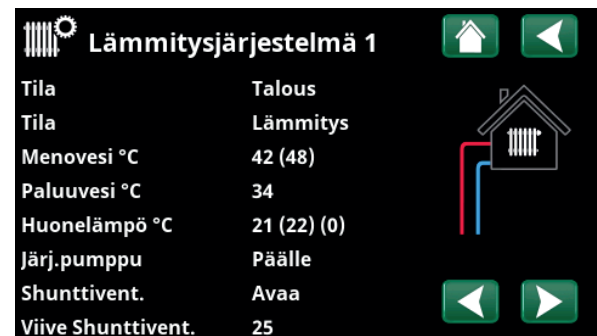 Lämmitysjärjestelmä 1
Tila Talous
Tila Lämmitys
Menovesi °C 42 (48)
Paluuvesi °C 34
Huonelämpö °C 21 (22) (0)
Järj.pumppu Päälle
Shunttivent. Avaa
Viive Shunttivent. 25